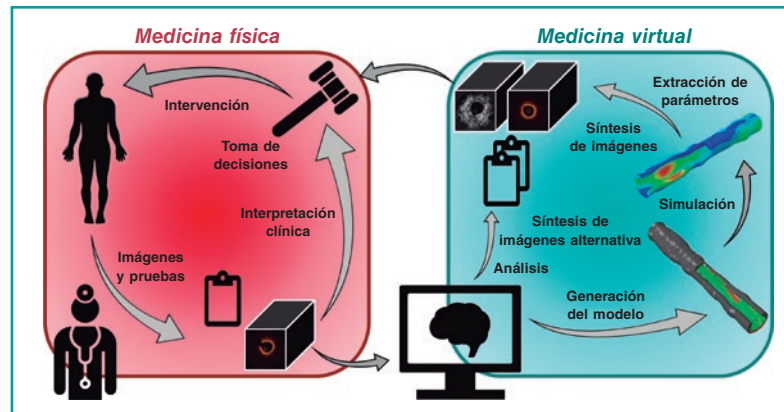 Medicina física
Medicina virtual
Intervención
Toma de
decisiones
Interpretación
clínica
Imágenes
y pruebas
Extracción de
parámetros
Síntesis
de imágenes
Simulación
Síntesis de
imágenes alternativa
Análisis
Generación
del modelo